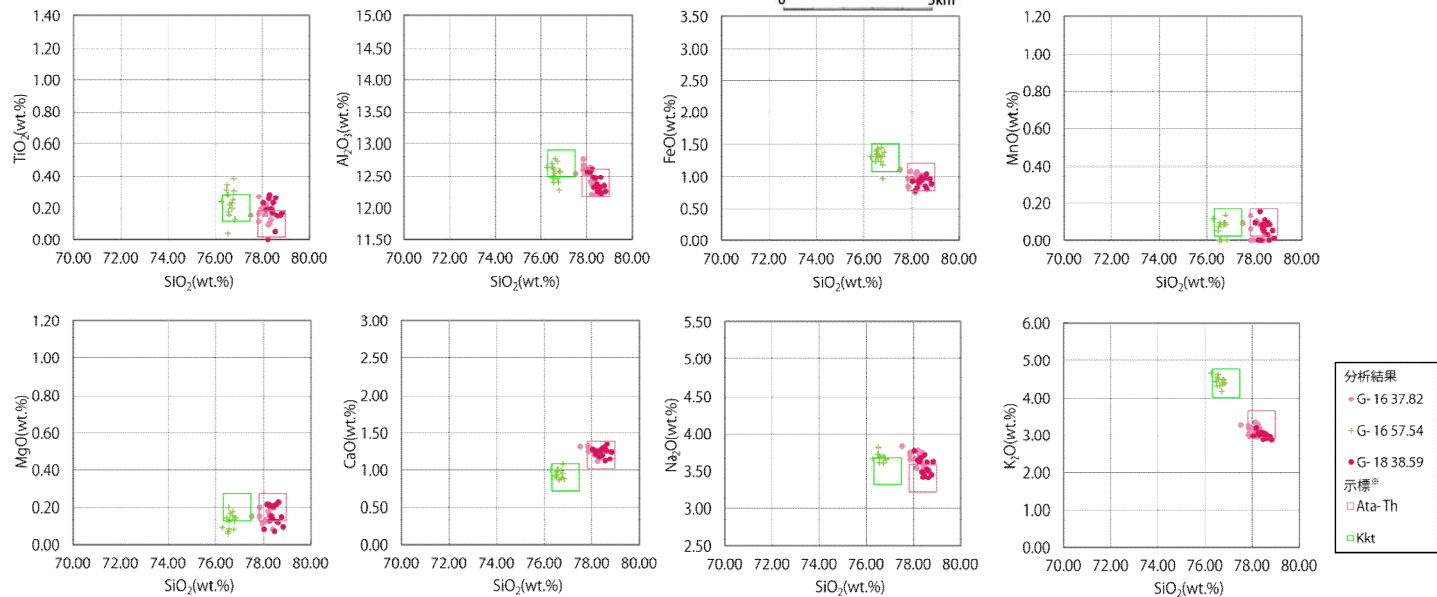 0 5km
TiO₂(wt.%)
1.40
1.20
1.00
0.80
0.60
0.40
0.20
0.00
70.00 72.00 74.00 76.00 78.00 80.00
SiO₂(wt.%)
Al₂O₃(wt.%)
15.00
14.50
14.00
13.50
13.00
12.50
12.00
11.50
70.00 72.00 74.00 76.00 78.00 80.00
SiO₂(wt.%)
FeO(wt.%)
3.50
3.00
2.50
2.00
1.50
1.00
0.50
0.00
70.00 72.00 74.00 76.00 78.00 80.00
SiO₂(wt.%)
MnO(wt.%)
1.20
1.00
0.80
0.60
0.40
0.20
0.00
70.00 72.00 74.00 76.00 78.00 80.00
SiO₂(wt.%)
MgO(wt.%)
1.20
1.00
0.80
0.60
0.40
0.20
0.00
70.00 72.00 74.00 76.00 78.00 80.00
SiO₂(wt.%)
CaO(wt.%)
3.00
2.50
2.00
1.50
1.00
0.50
0.00
70.00 72.00 74.00 76.00 78.00 80.00
SiO₂(wt.%)
Na₂O(wt.%)
5.50
5.00
4.50
4.00
3.50
3.00
2.50
70.00 72.00 74.00 76.00 78.00 80.00
SiO₂(wt.%)
K₂O(wt.%)
6.00
5.00
4.00
3.00
2.00
1.00
0.00
70.00 72.00 74.00 76.00 78.00 80.00
SiO₂(wt.%)
分析結果
G-16 37.82
G-16 57.54
G-18 38.59
示標※
Ata-Th
Kkt